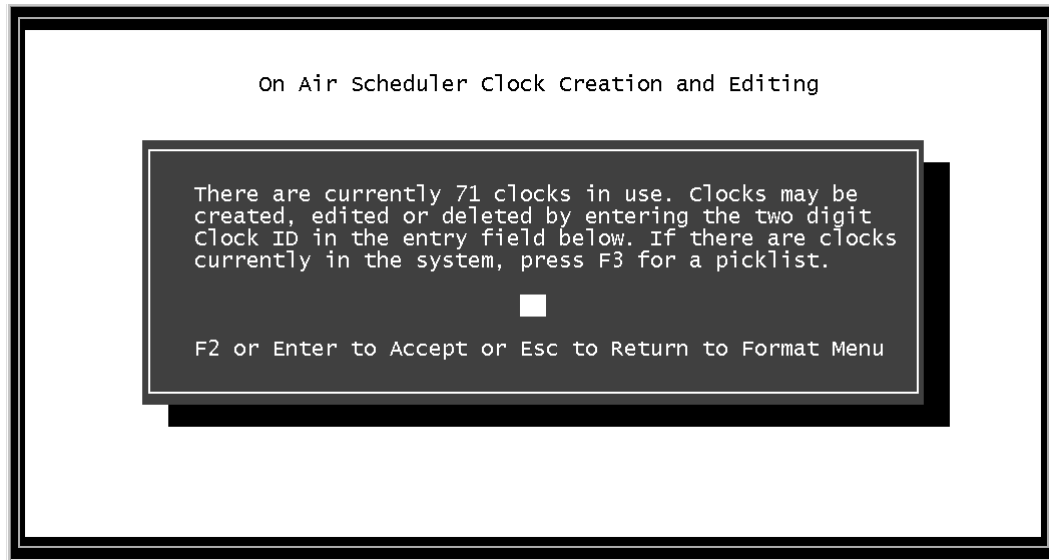 On Air Scheduler Clock Creation and Editing
There are currently 71 clocks in use. Clocks may be
created, edited or deleted by entering the two digit
Clock ID in the entry field below. If there are clocks
currently in the system, press F3 for a picklist.
F2 or Enter to Accept or Esc to Return to Format Menu